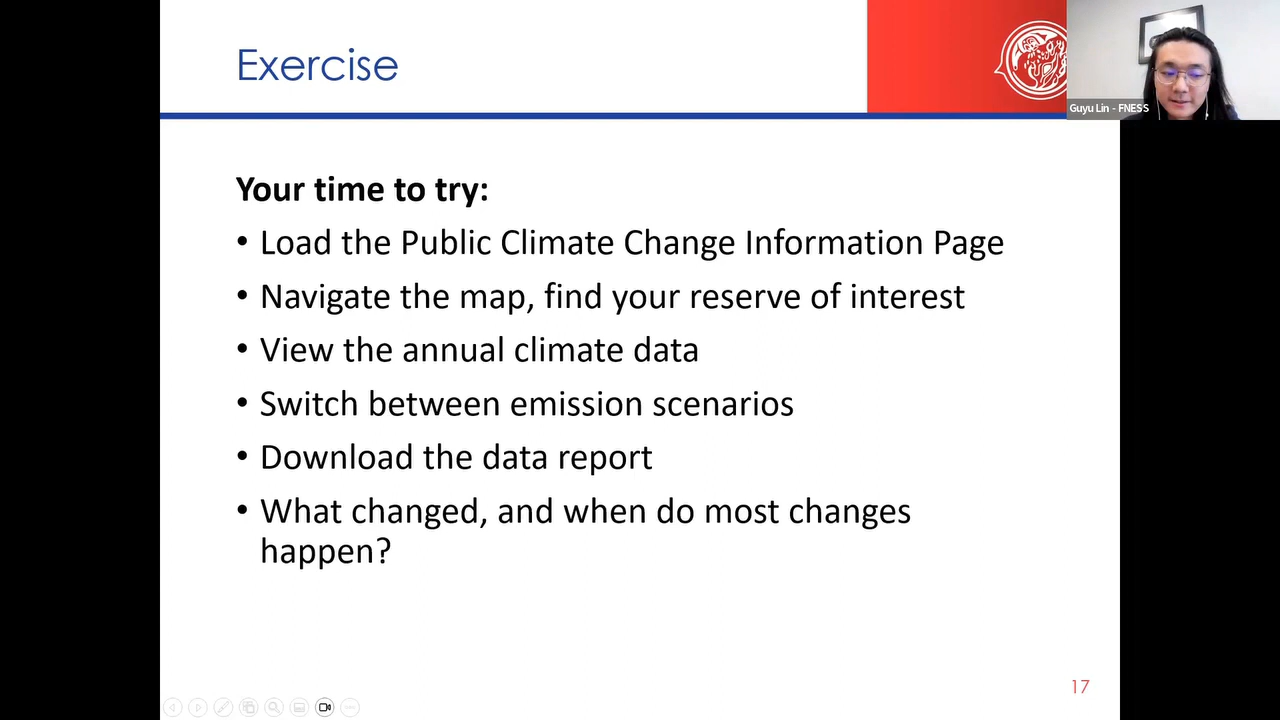 Exercise
Guyu Lin - FNESS
Your time to try:
• Load the Public Climate Change Information Page
• Navigate the map, find your reserve of interest
• View the annual climate data
• Switch between emission scenarios
• Download the data report
• What changed, and when do most changes
happen?
17